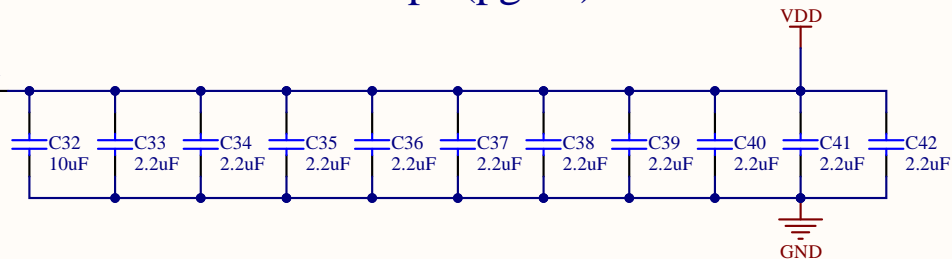 VDD
C32 C33 C34 C35 C36 C37 C38 C39 C40 C41 C42
10uF 2.2uF 2.2uF 2.2uF 2.2uF 2.2uF 2.2uF 2.2uF 2.2uF 2.2uF 2.2uF
GND